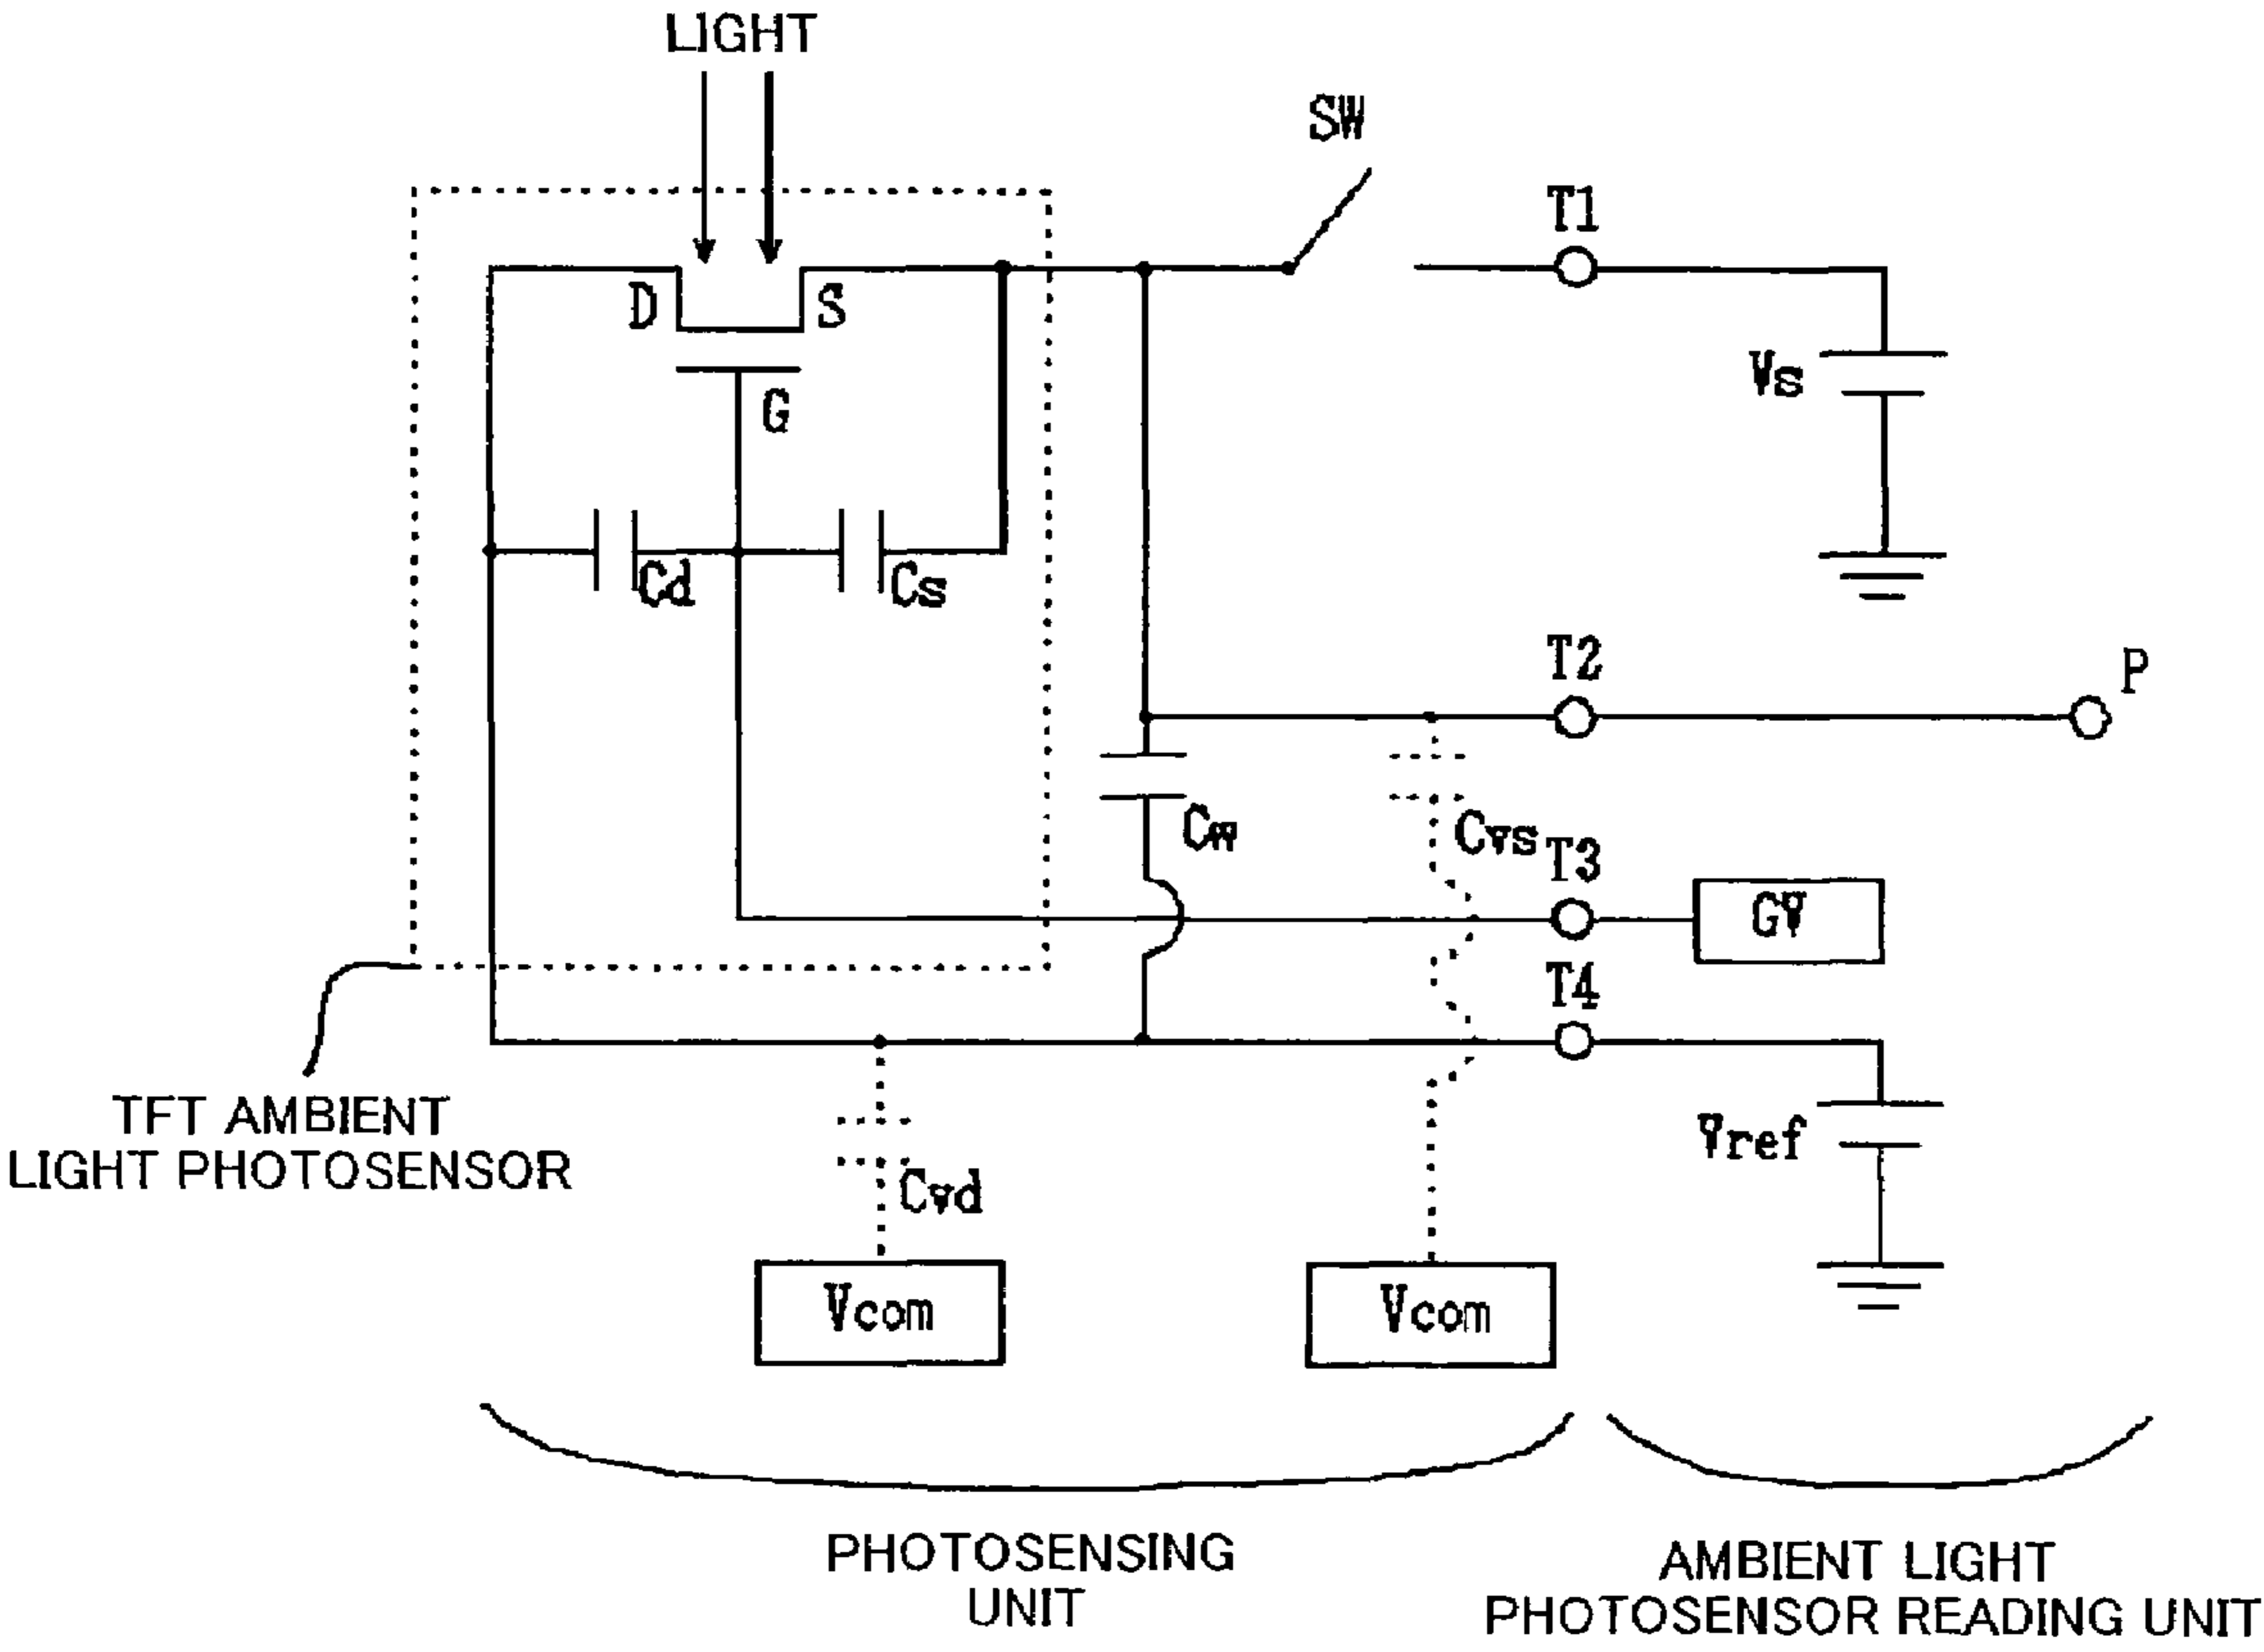 LIGHT
SW
T1
D
S
Vs
G
Cd
Cs
T2
P
Cw
Cvs
T3
GV
T4
TFT AMBIENT
LIGHT PHOTOSENSOR
Vref
Cvd
Vcom
Vcom
PHOTOSENSING
UNIT
AMBIENT LIGHT
PHOTOSENSOR READING UNIT